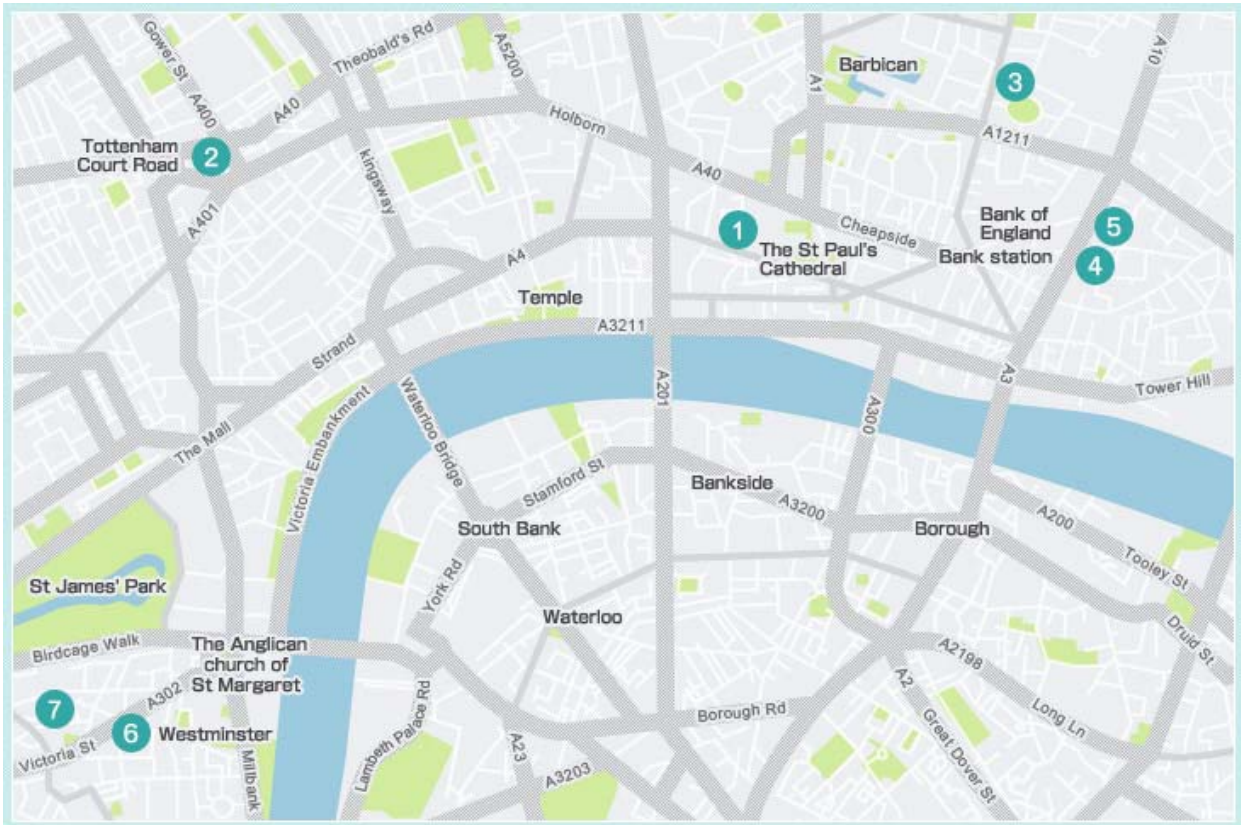 Gower St
A400
A40
Theobald's Rd
A5200
Holborn
A1
Barbican
3
A10
Tottenham
Court Road
2
kingsway
A401
A40
A1211
A4
1
The St Paul's
Cathedral
Cheapside
Bank of
England
Bank station
5
4
Temple
A3211
Strand
The Mall
Victoria Embankment
Waterloo Bridge
A201
A300
A3
Tower Hill
Stamford St
Bankside
A3200
South Bank
Borough
A200
Tooley St
Druid St
St James' Park
York Rd
Waterloo
Birdcage Walk
The Anglican
church of
St Margaret
A302
7
6
Westminster
Victoria St
Millbank
Lambeth Palace Rd
A23
A3203
Borough Rd
A2198
A2
Long Ln
Great Dover St